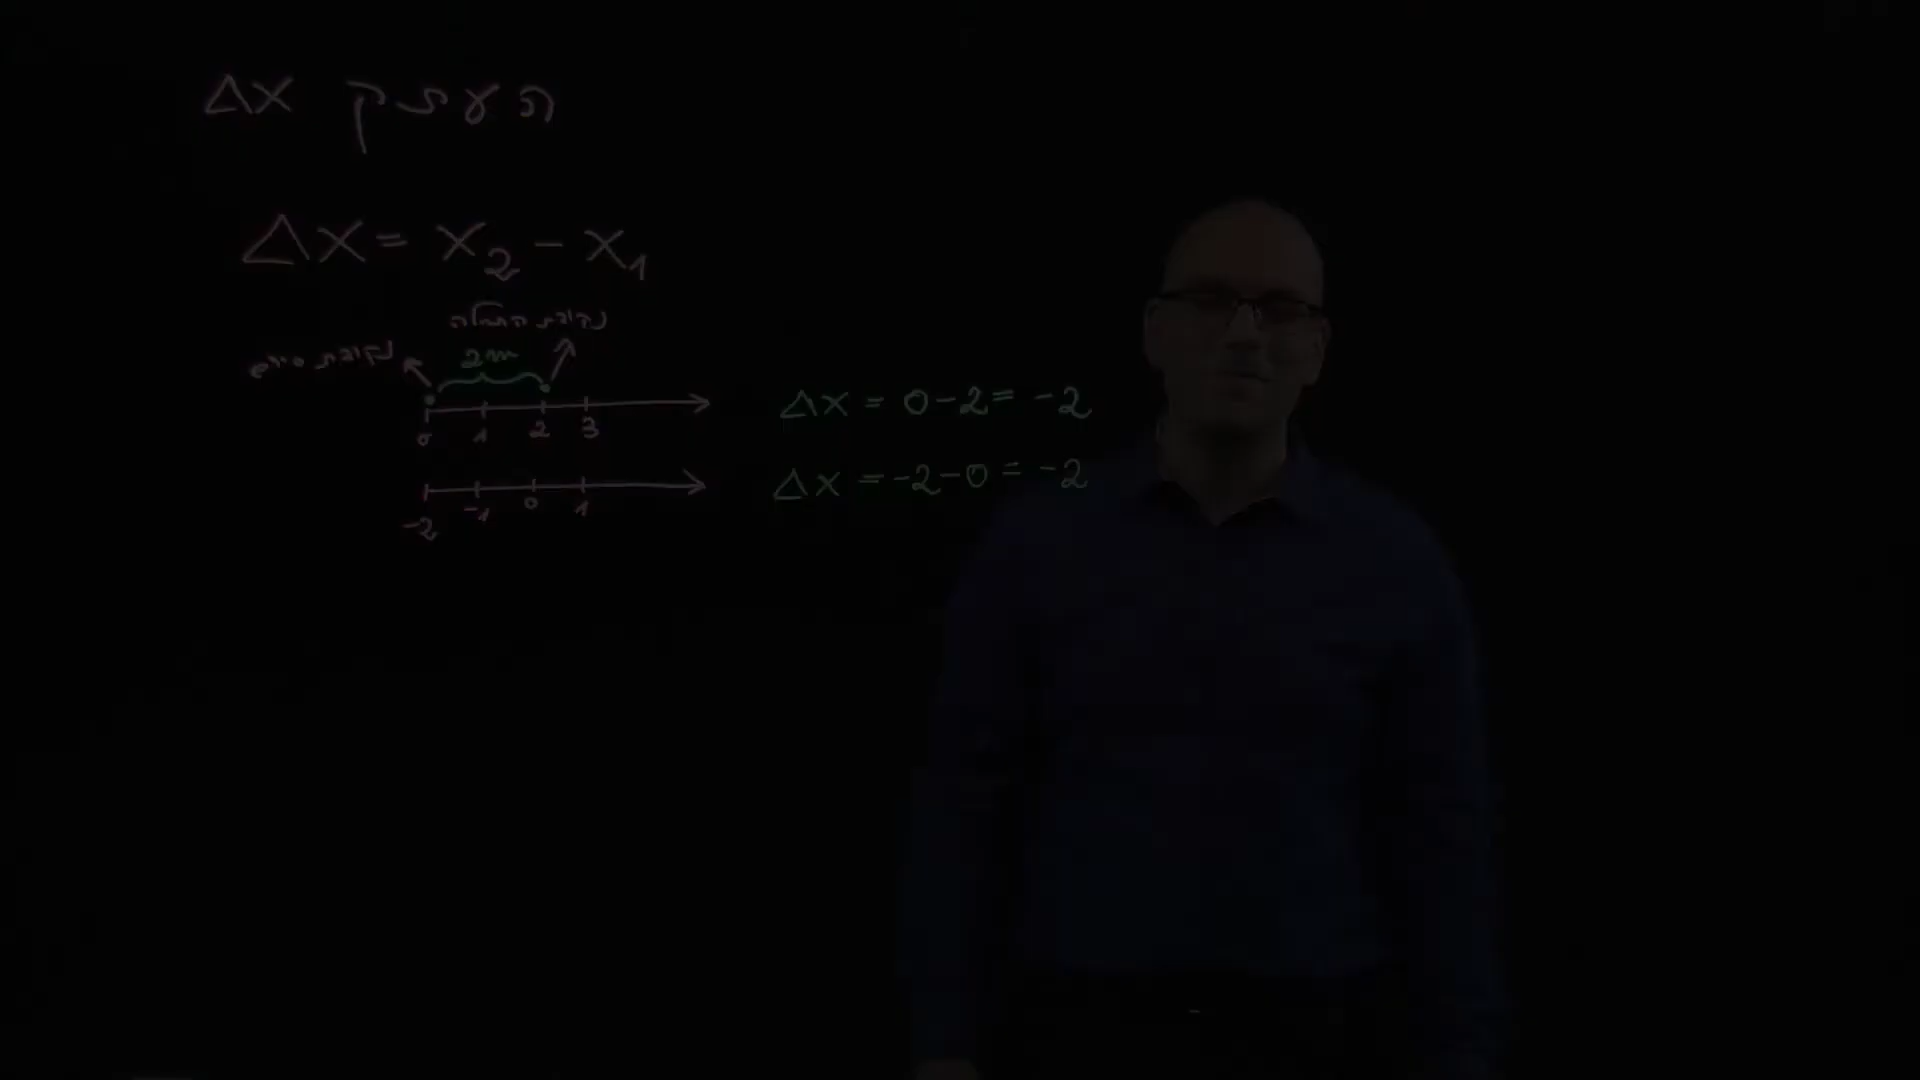 העתק Δx
Δx = x₂ - x₁
נקודת התחלה
נקודת סיום
2m
0 1 2 3
Δx = 0-2 = -2
-2 -1 0 1
Δx = -2-0 = -2